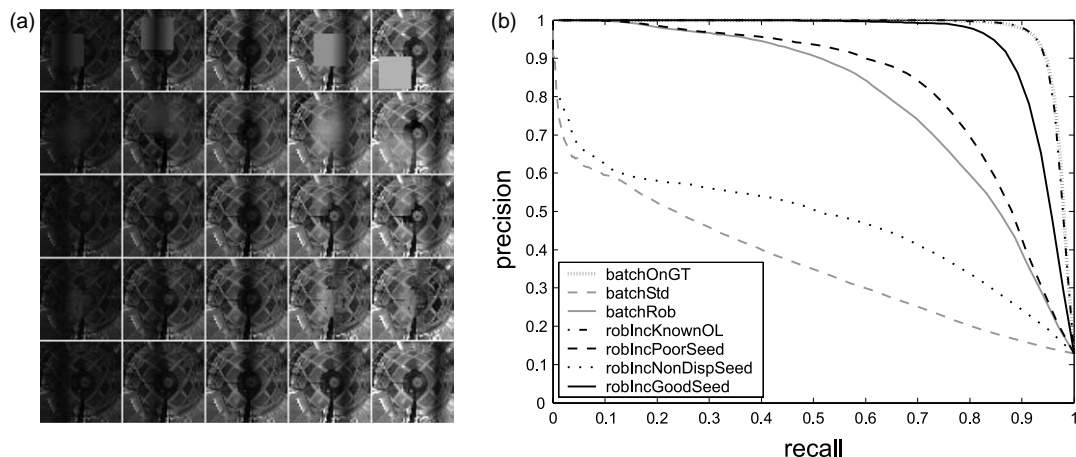 (a)
(b)
precision
1
0.9
0.8
0.7
0.6
0.5
0.4
0.3
0.2
0.1
0
batchOnGT
batchStd
batchRob
robIncKnownOL
robIncPoorSeed
robIncNonDispSeed
robIncGoodSeed
0 0.1 0.2 0.3 0.4 0.5 0.6 0.7 0.8 0.9 1
recall